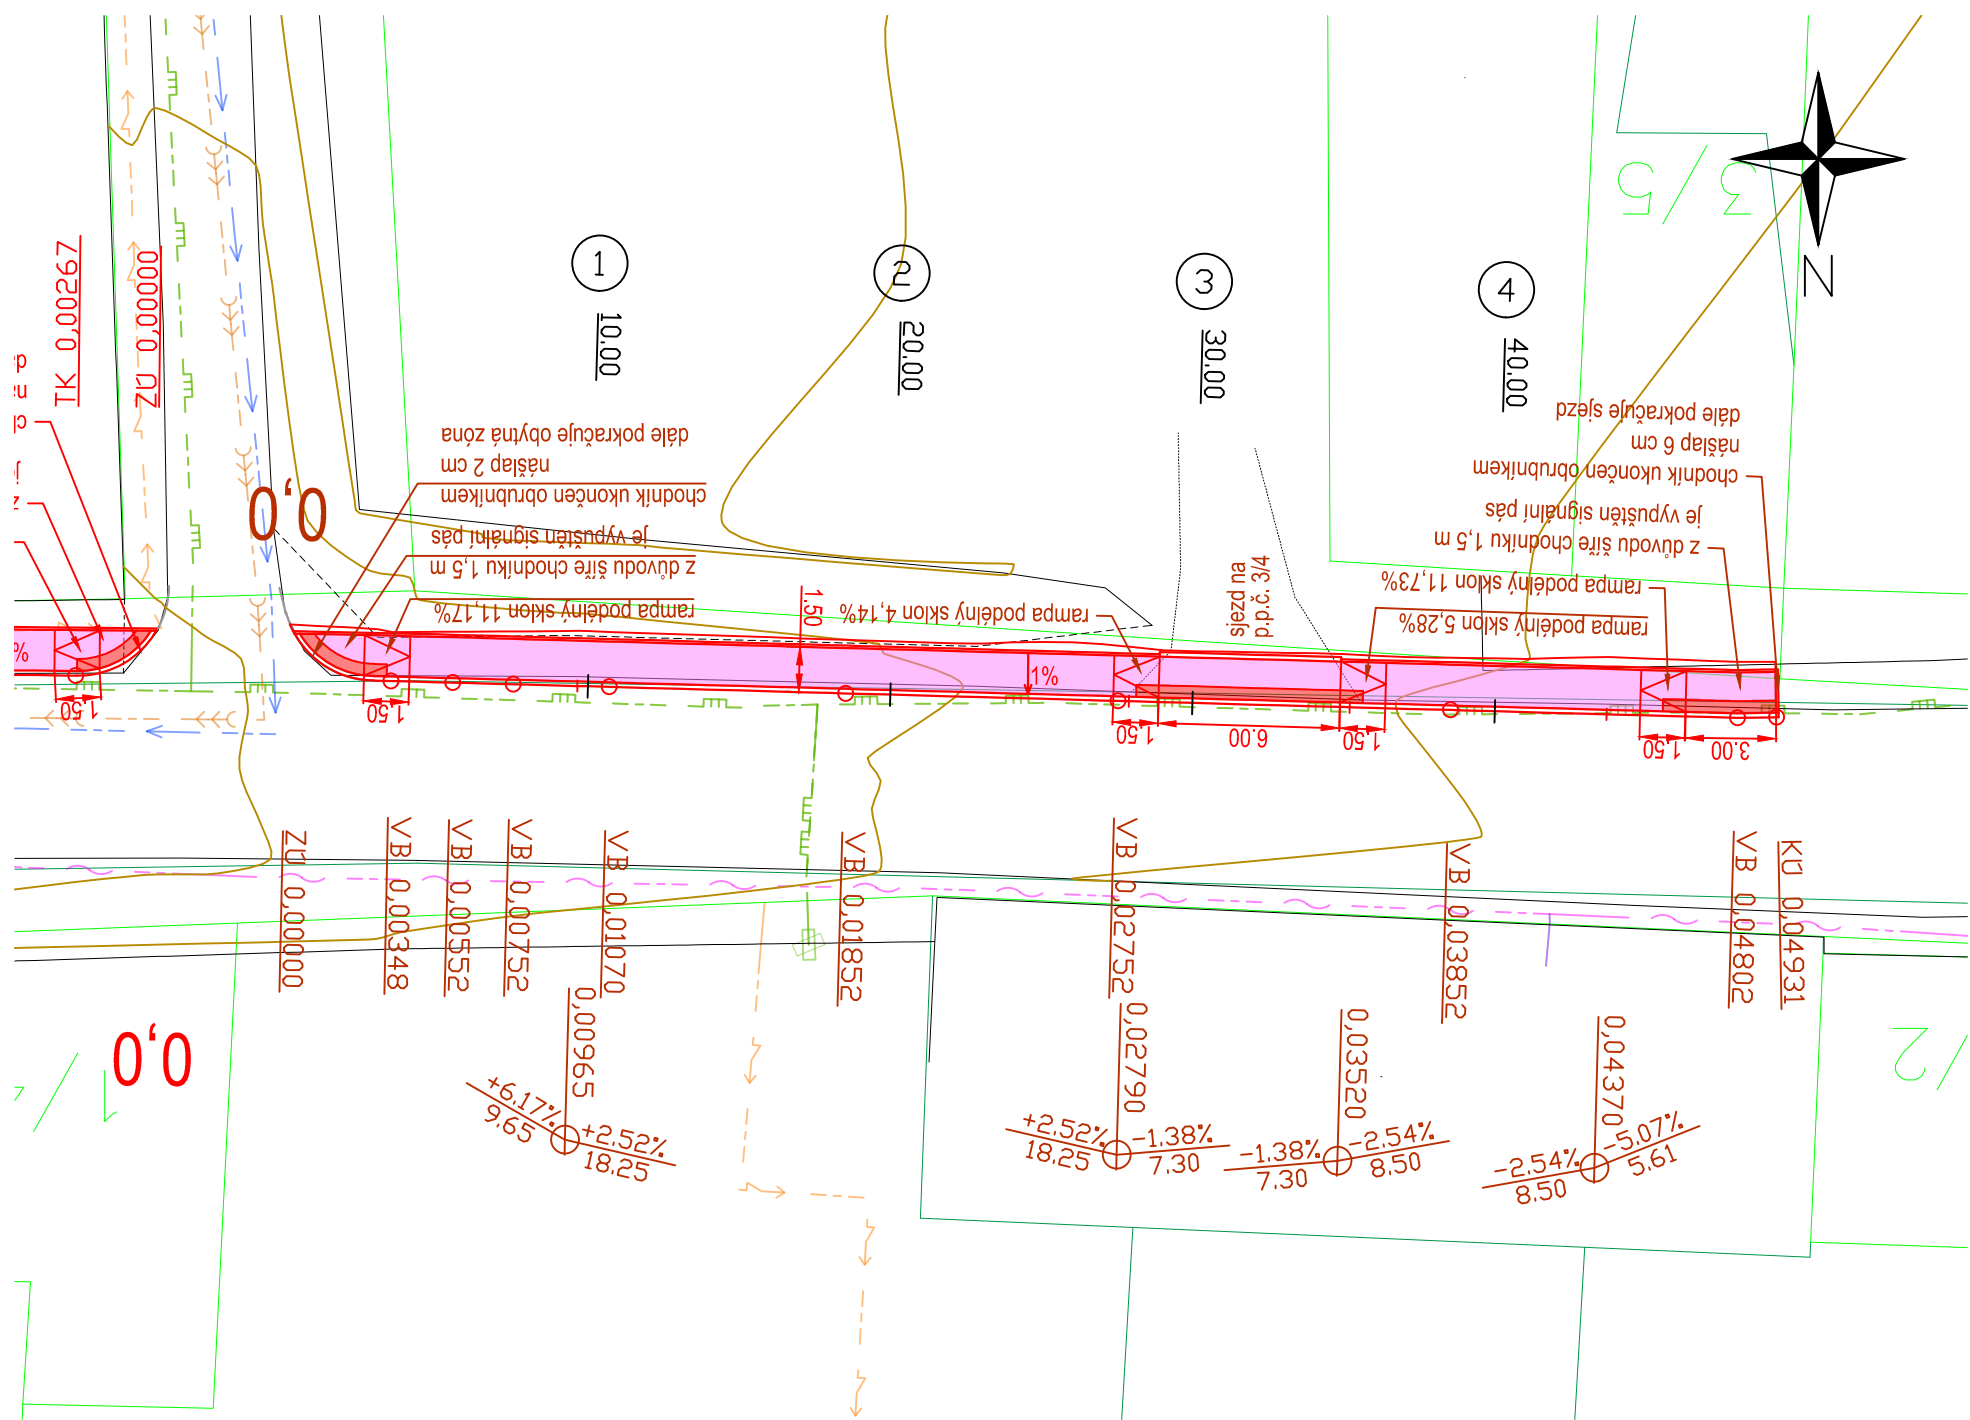 3/5
N
1
10.00
2
20.00
3
30.00
4
40.00
TK 0,00267
ZÚ 0,00000
chodník ukončen obrubníkem
nášlap 2 cm
dále pokračuje obytná zóna
z důvodu šíře chodníku 1,5 m
je vypuštěn signální pás
rampa podélný sklon 11,17%
0,0
1.50
rampa podélný sklon 4,14%
sjezd na
p.p.č. 3/4
chodník ukončen obrubníkem
nášlap 6 cm
dále pokračuje sjezd
z důvodu šíře chodníku 1,5 m
je vypuštěn signální pás
rampa podélný sklon 11,73%
rampa podélný sklon 5,28%
%
1%
1.50
1.50
1.50
6.00
1.50
1.50
3.00
ZÚ 0,00000
VB 0,00348
VB 0,00552
VB 0,00752
VB 0,01070
VB 0,01852
VB 0,02752
VB 0,03852
VB 0,04802
KÚ 0,04931
0,0
0,00965
+6.17%
9.65
+2.52%
18.25
0,02790
+2.52%
18.25
-1.38%
7.30
0,03520
-1.38%
7.30
-2.54%
8.50
0,04370
-2.54%
8.50
-5.07%
5.61
1/
/2